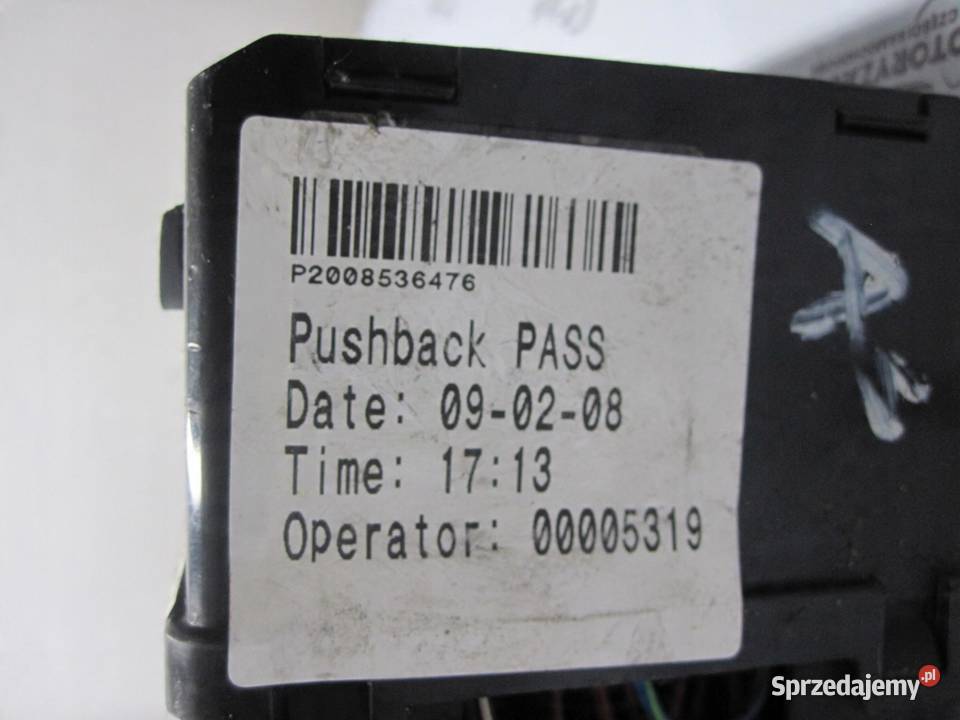 P2008536476
Pushback PASS
Date: 09-02-08
Time: 17:13
Operator: 00005319
Sprzedajemy.pl